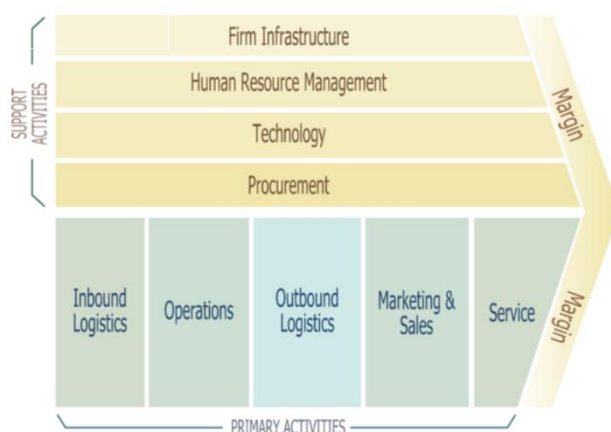 Firm Infrastructure
Human Resource Management
Technology
Procurement
SUPPORT
ACTIVITIES
Margin
Inbound
Logistics
Operations
Outbound
Logistics
Marketing &
Sales
Service
Margin
PRIMARY ACTIVITIES